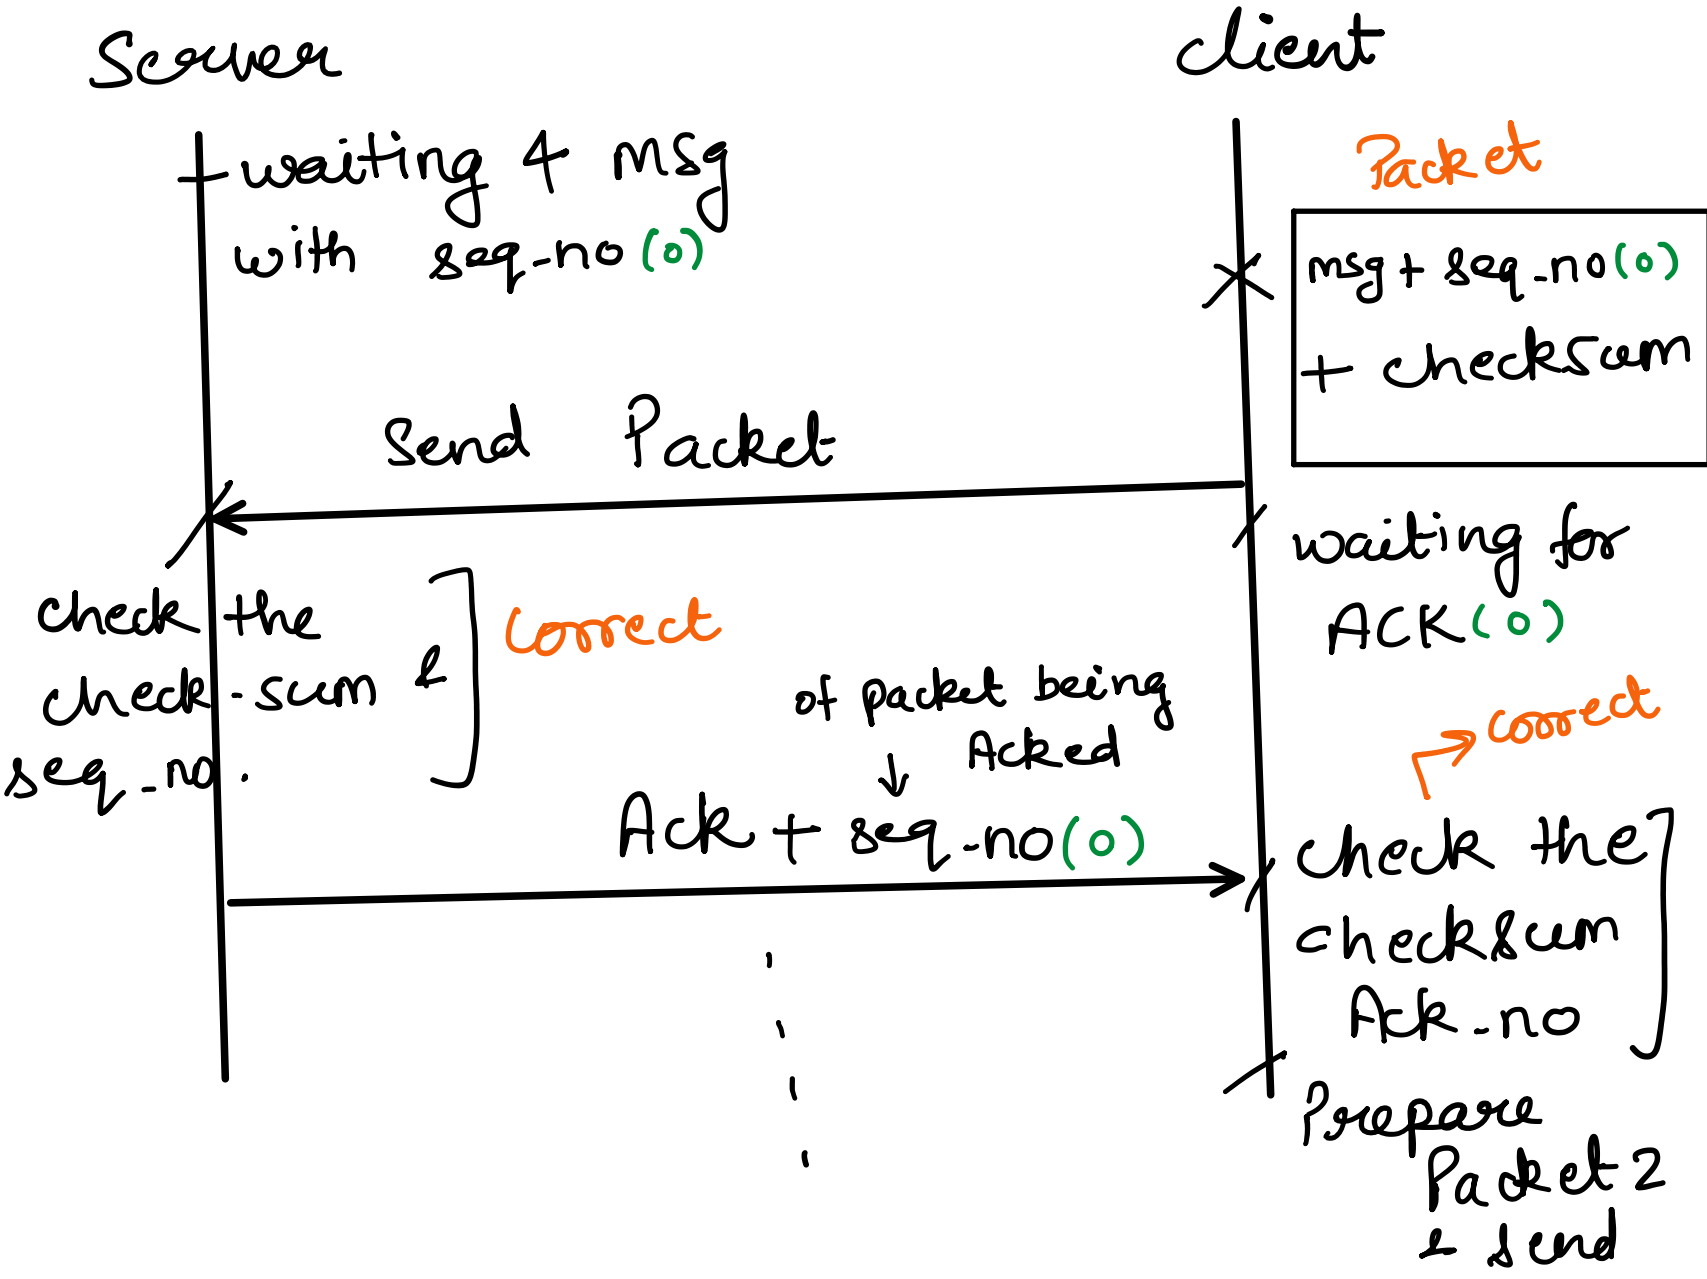 Server
client
waiting 4 msg
with seq-no (0)
Packet
msg + seq-no (0)
+ checksum
Send Packet
waiting for
ACK (0)
check the
check-sum &
seq-no.
correct
of packet being
Acked
↓
Ack + seq-no (0)
correct
check the
checksum
Ack-no
Prepare
Packet 2
& send